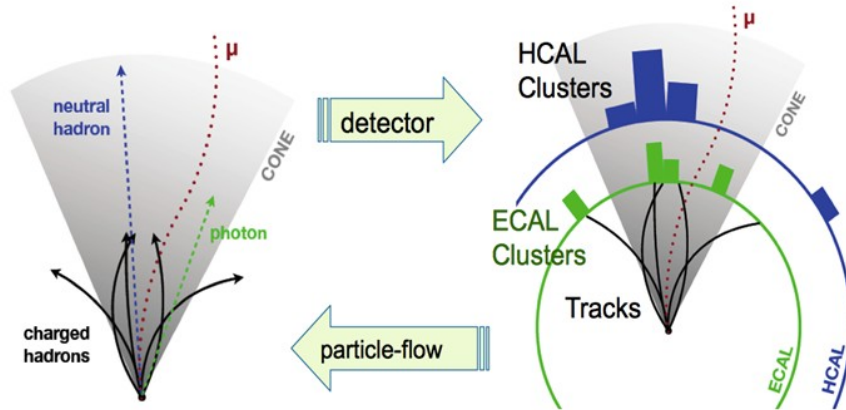 μ
neutral
hadron
CONE
photon
charged
hadrons
detector
particle-flow
μ
HCAL
Clusters
CONE
ECAL
Clusters
Tracks
ECAL
HCAL